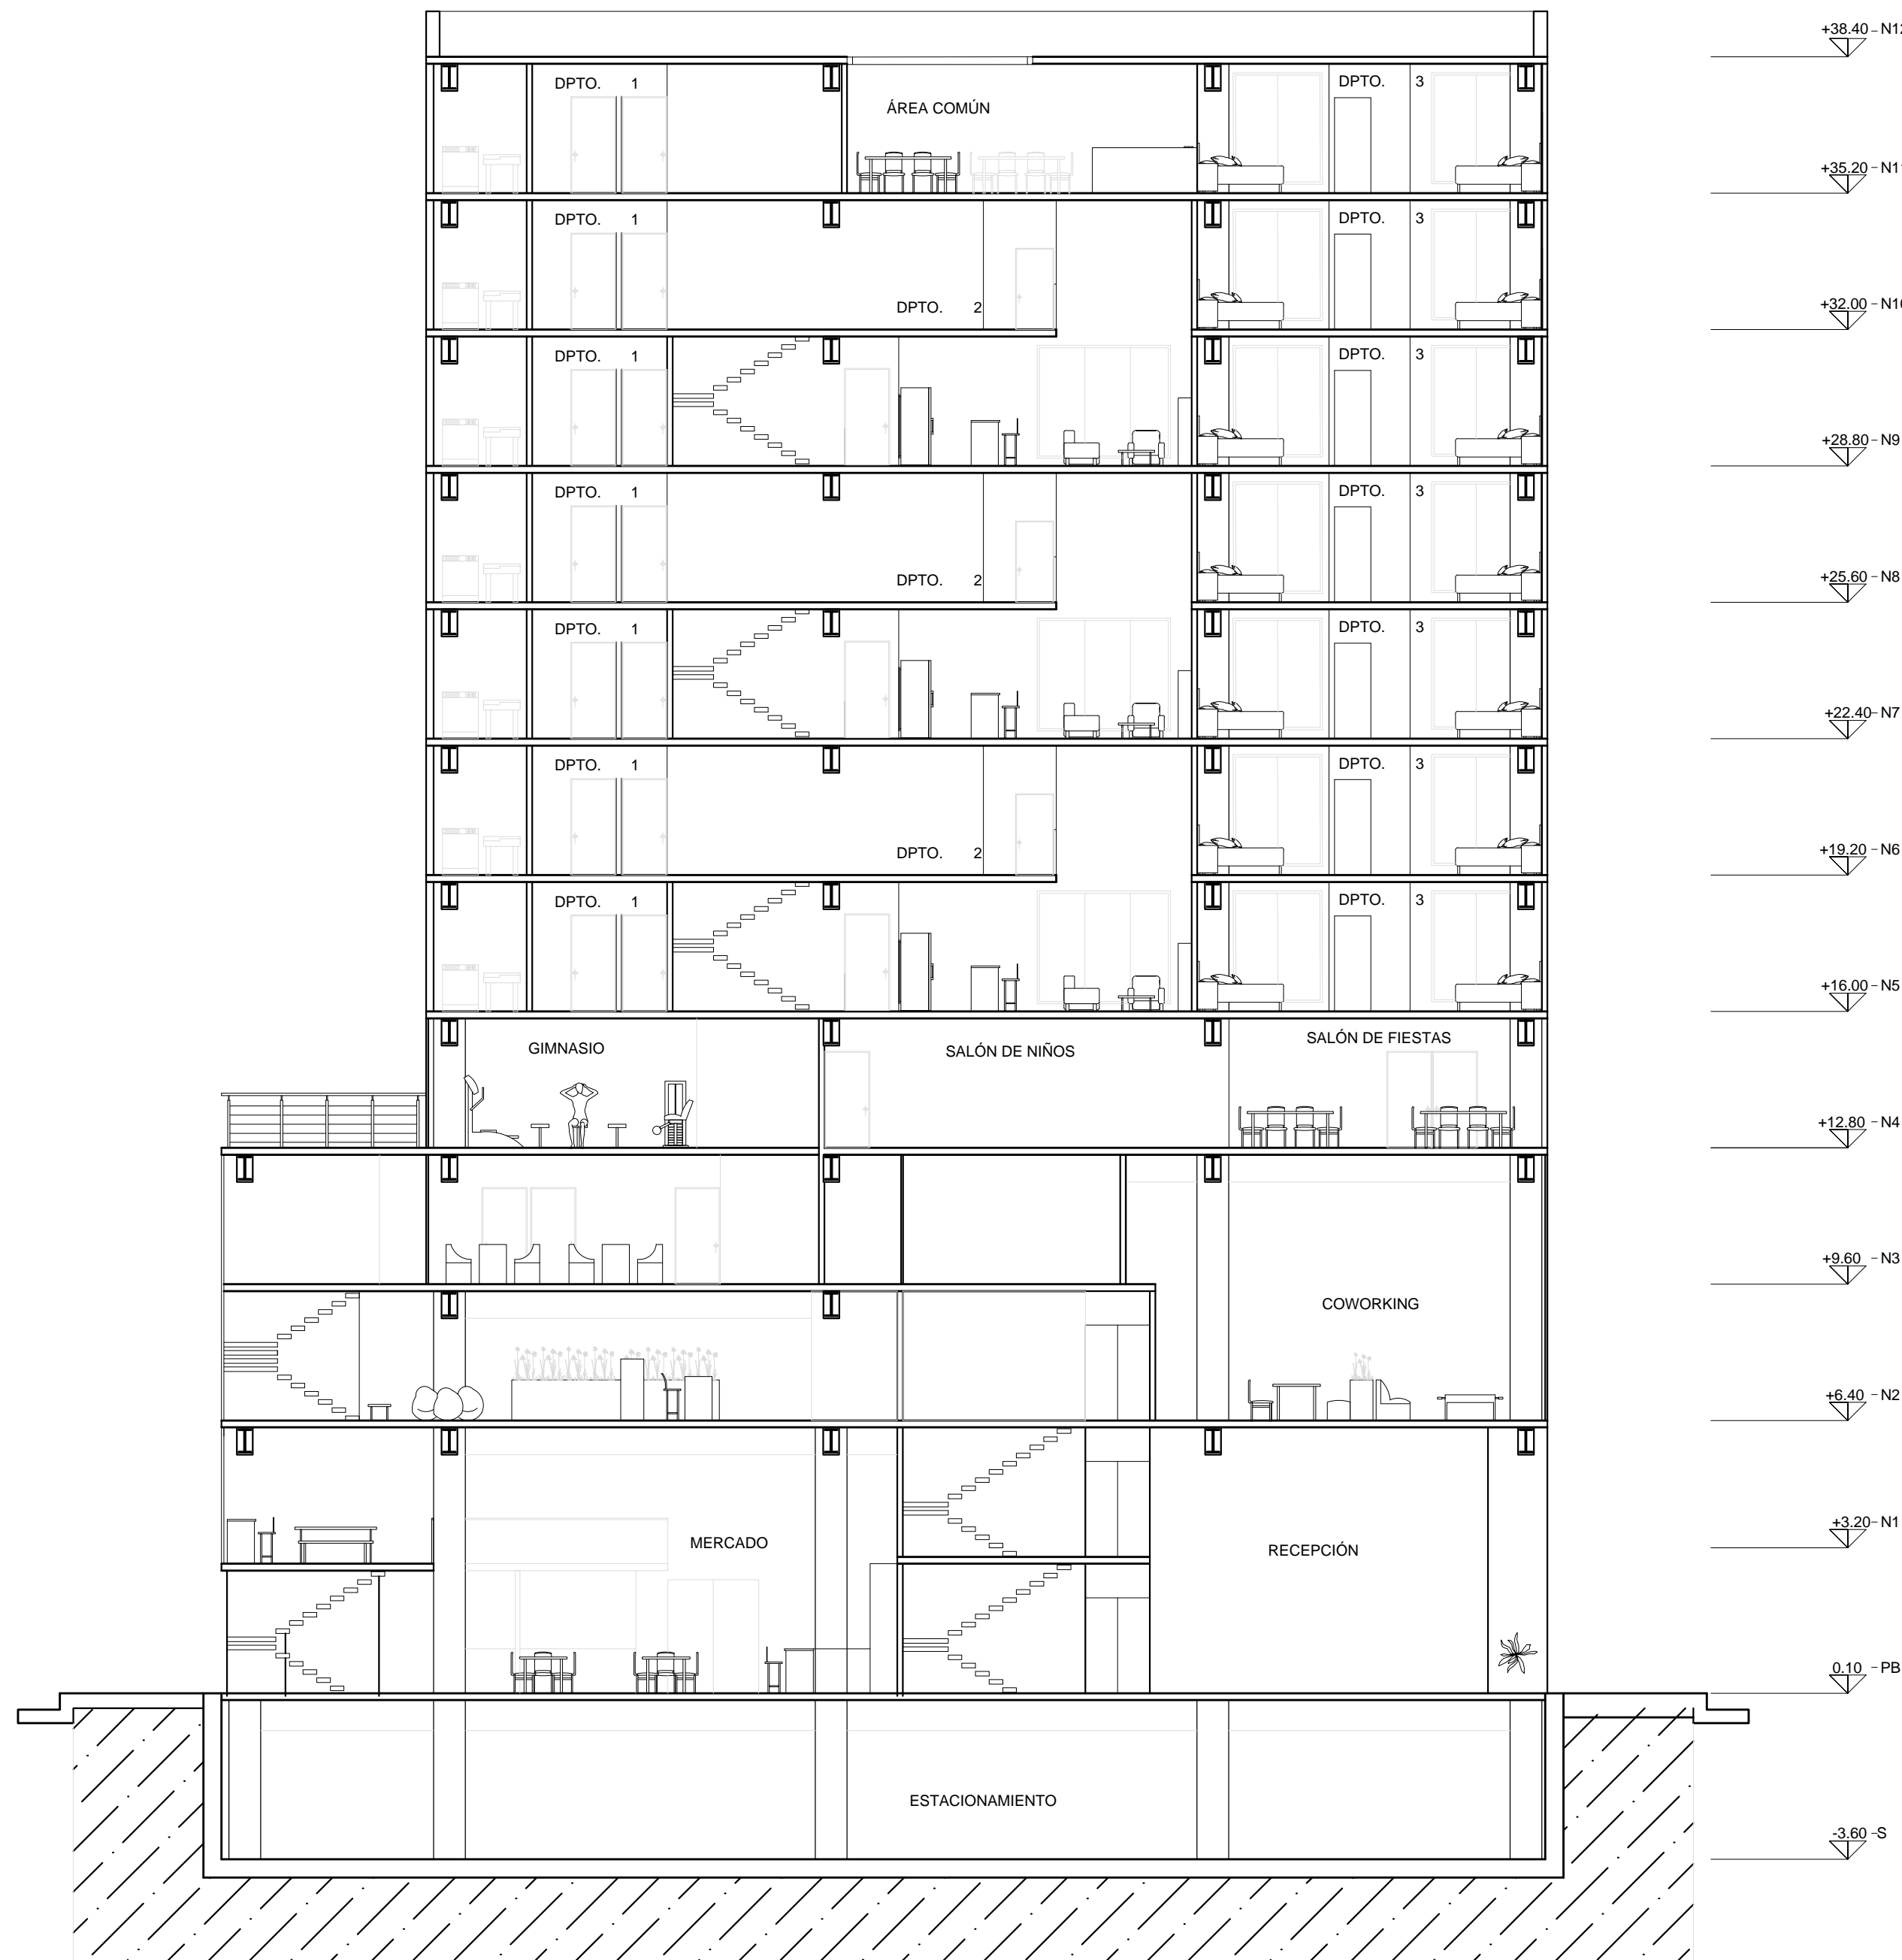 +38.40 - N12
DPTO. 1
DPTO. 3
ÁREA COMÚN
+35.20 - N11
DPTO. 1
DPTO. 3
DPTO. 2
+32.00 - N10
DPTO. 1
DPTO. 3
+28.80 - N9
DPTO. 1
DPTO. 3
DPTO. 2
+25.60 - N8
DPTO. 1
DPTO. 3
+22.40 - N7
DPTO. 1
DPTO. 3
DPTO. 2
+19.20 - N6
DPTO. 1
DPTO. 3
+16.00 - N5
GIMNASIO
SALÓN DE NIÑOS
SALÓN DE FIESTAS
+12.80 - N4
+9.60 - N3
COWORKING
+6.40 - N2
+3.20 - N1
MERCADO
RECEPCIÓN
0.10 - PB
ESTACIONAMIENTO
-3.60 - S